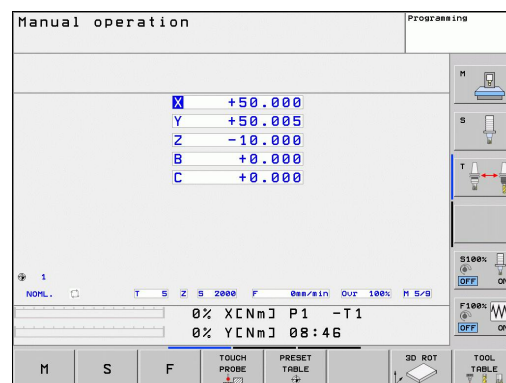 Manual operation
Programming
M
X +50.000
Y +50.005
S
Z -10.000
B +0.000
T
C +0.000
1
S100%
OFF ON
NOML. T 5 Z S 2000 F 0mm/min Ovr 100% M 5/9
0% X[Nm] P1 -T1
F100%
0% Y[Nm] 08:46
OFF ON
M
S
F
TOUCH PROBE
PRESET TABLE
3D ROT
TOOL TABLE